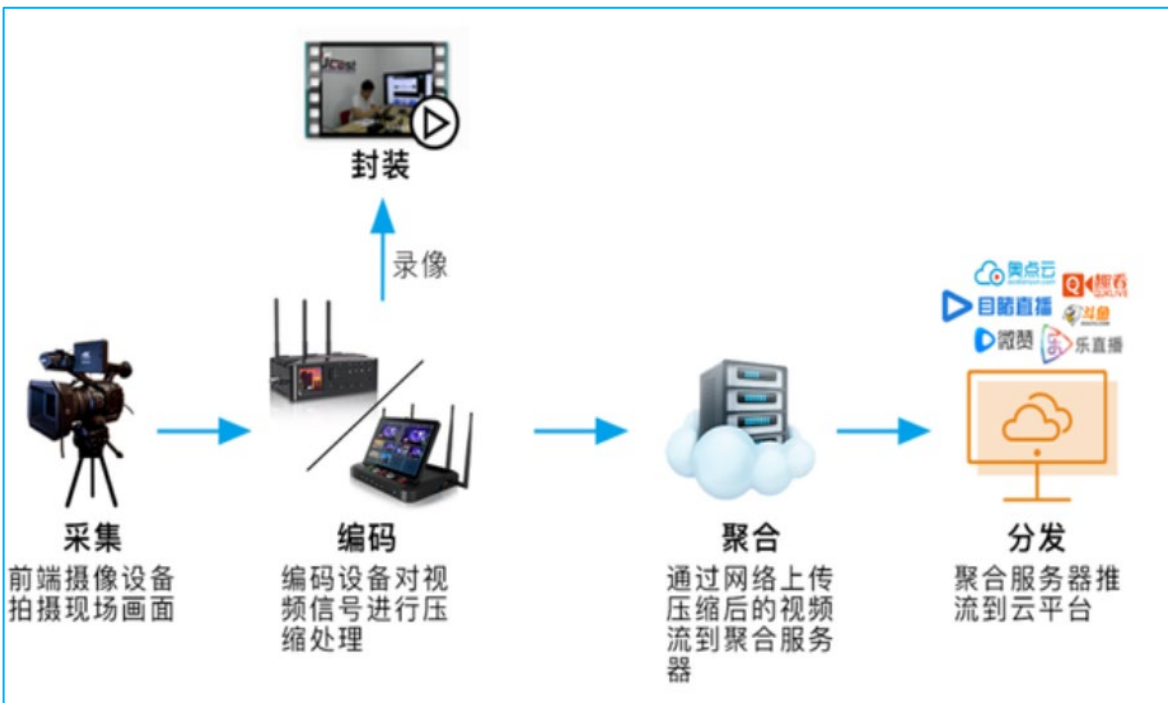 封装
录像
奥点云
目睹直播
趣看
QUKLIVE
斗鱼
微赞
乐直播
采集
前端摄像设备
拍摄现场画面
编码
编码设备对视
频信号进行压
缩处理
聚合
通过网络上传
压缩后的视频
流到聚合服务
器
分发
聚合服务器推
流到云平台